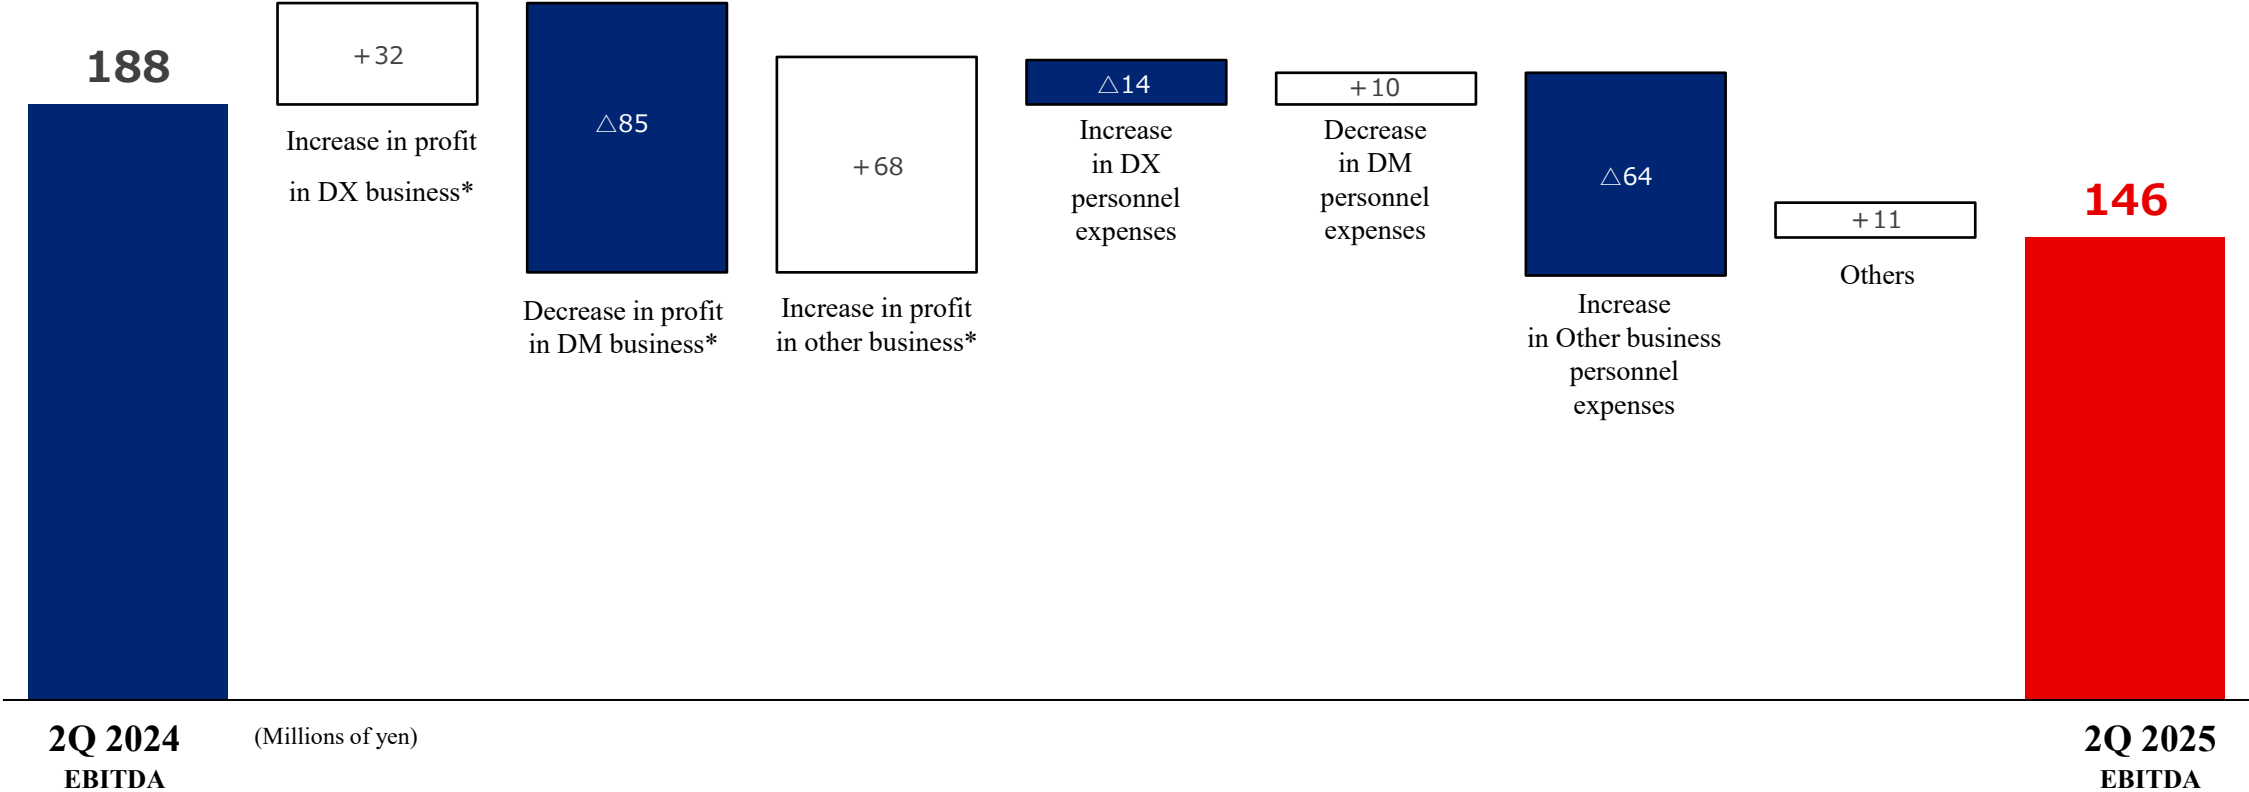 188
+32
Increase in profit
in DX business*
△85
Decrease in profit
in DM business*
+68
Increase in profit
in other business*
△14
Increase
in DX
personnel
expenses
+10
Decrease
in DM
personnel
expenses
△64
Increase
in Other business
personnel
expenses
+11
Others
146
2Q 2024
EBITDA
(Millions of yen)
2Q 2025
EBITDA